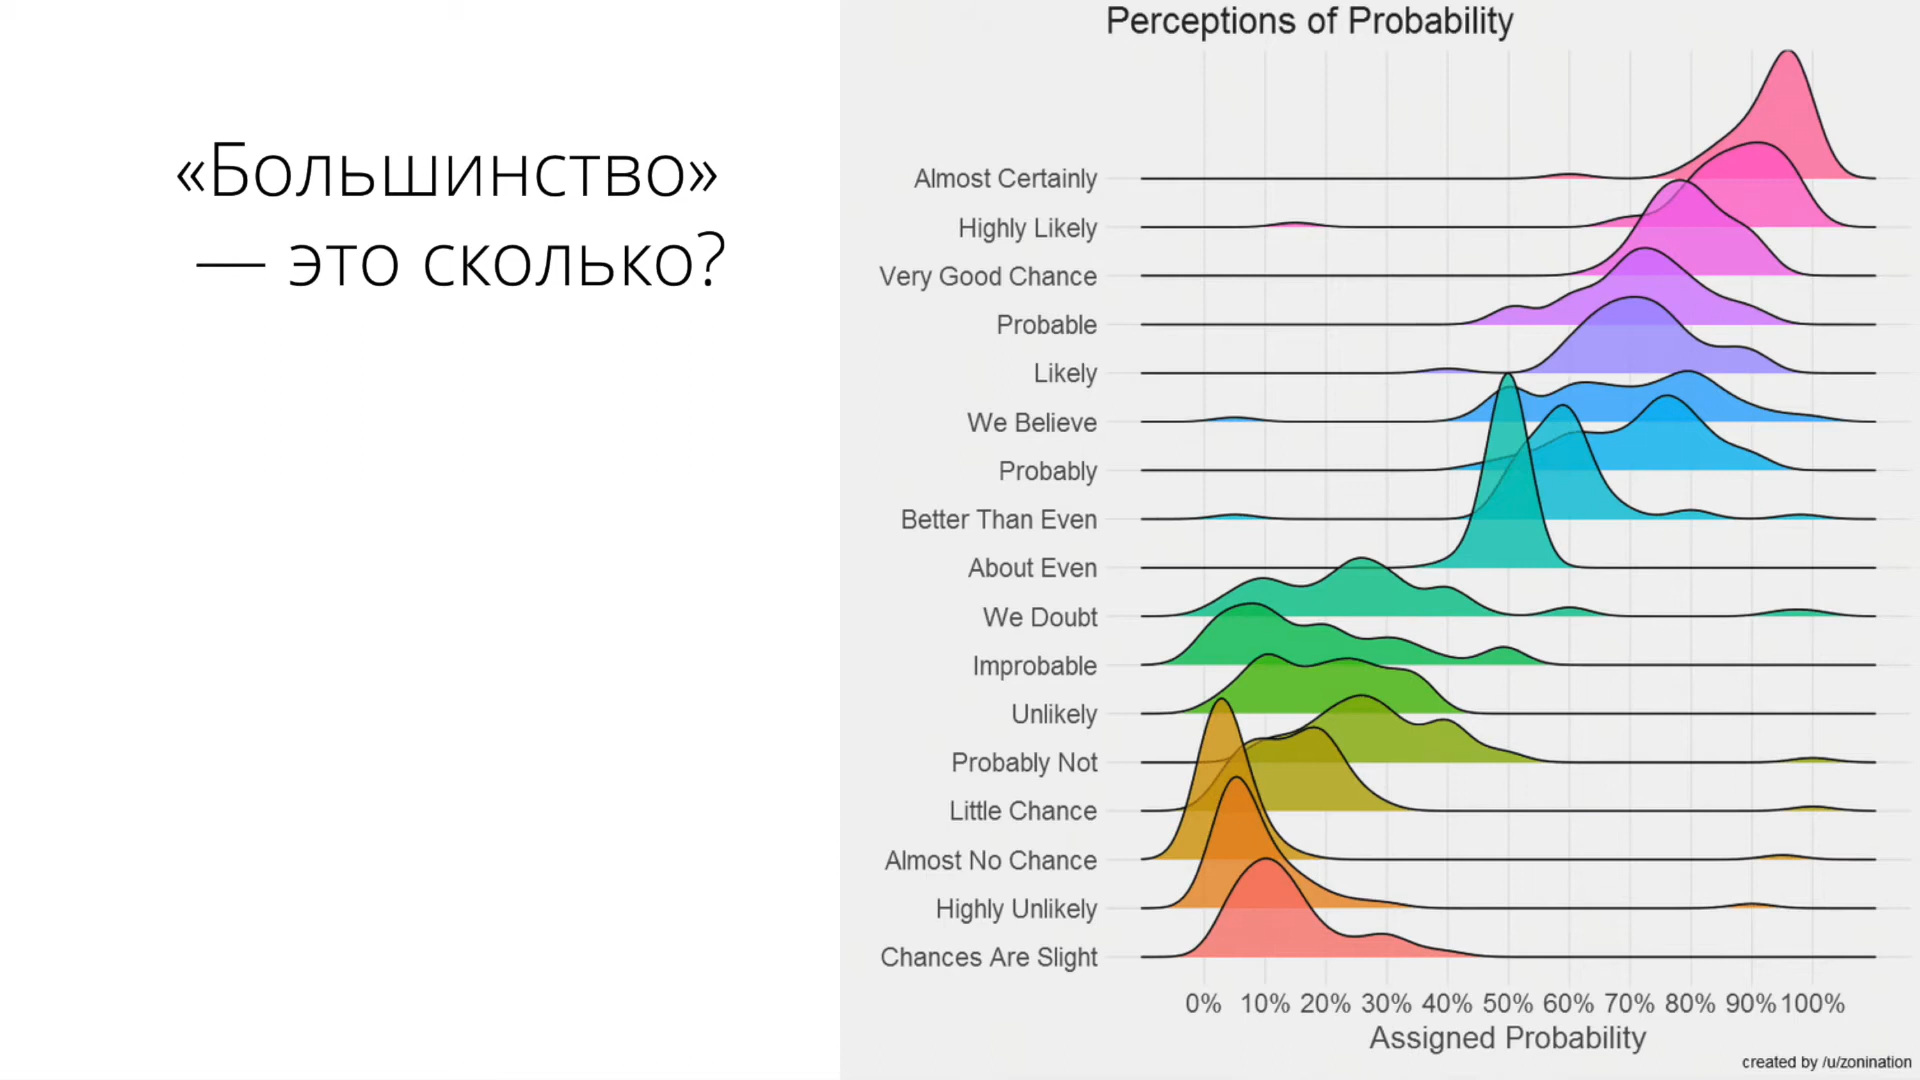 «Большинство»
— это сколько?
Perceptions of Probability
Almost Certainly
Highly Likely
Very Good Chance
Probable
Likely
We Believe
Probably
Better Than Even
About Even
We Doubt
Improbable
Unlikely
Probably Not
Little Chance
Almost No Chance
Highly Unlikely
Chances Are Slight
0% 10% 20% 30% 40% 50% 60% 70% 80% 90% 100%
Assigned Probability
created by /u/zonination